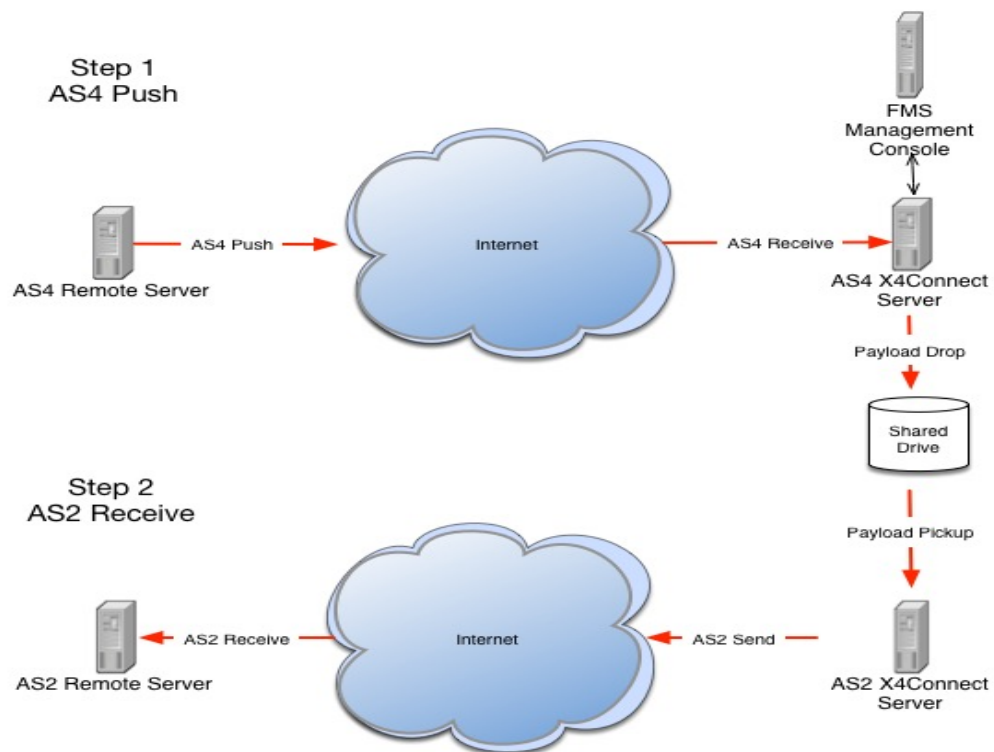 Step 1
AS4 Push
FMS
Management
Console
AS4 Push
Internet
AS4 Receive
AS4 Remote Server
AS4 X4Connect
Server
Payload Drop
Shared
Drive
Step 2
AS2 Receive
Payload Pickup
AS2 Receive
Internet
AS2 Send
AS2 Remote Server
AS2 X4Connect
Server